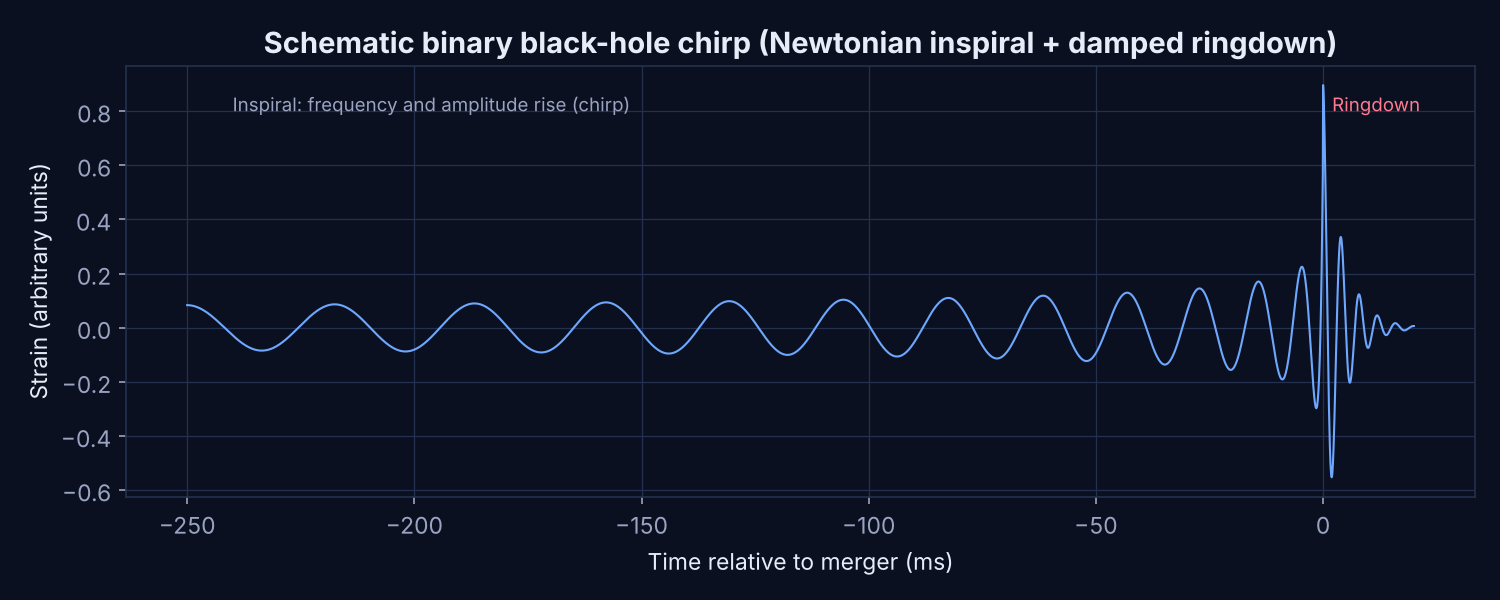 Schematic binary black-hole chirp (Newtonian inspiral + damped ringdown)
Inspiral: frequency and amplitude rise (chirp)
Ringdown
Strain (arbitrary units)
0.8
0.6
0.4
0.2
0.0
−0.2
−0.4
−0.6
−250
−200
−150
−100
−50
0
Time relative to merger (ms)